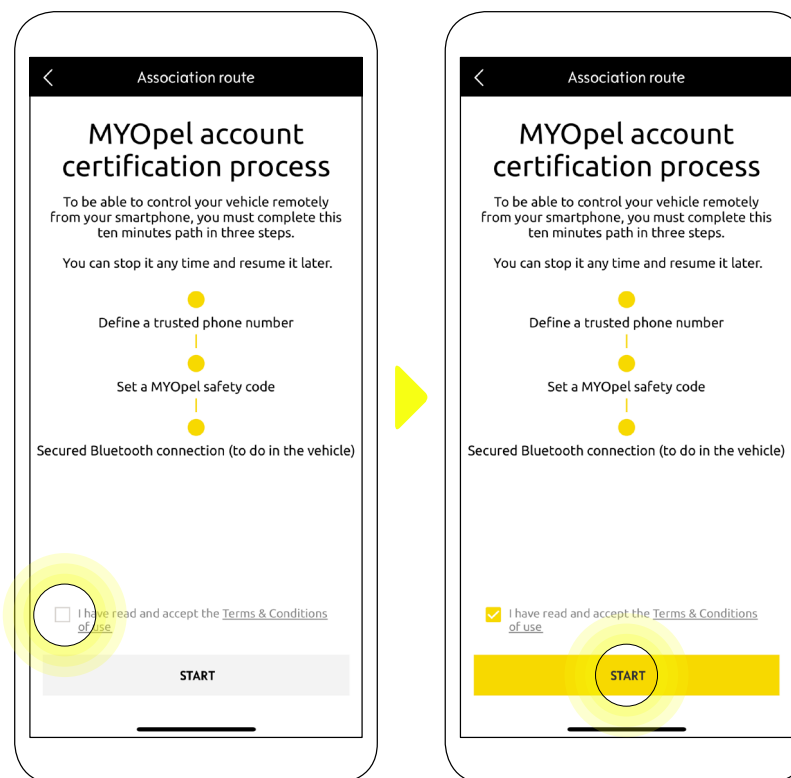 Association route
MYOpel account
certification process
To be able to control your vehicle remotely
from your smartphone, you must complete this
ten minutes path in three steps.
You can stop it any time and resume it later.
Define a trusted phone number
Set a MYOpel safety code
Secured Bluetooth connection (to do in the vehicle)
I have read and accept the Terms & Conditions
of use
START
Association route
MYOpel account
certification process
To be able to control your vehicle remotely
from your smartphone, you must complete this
ten minutes path in three steps.
You can stop it any time and resume it later.
Define a trusted phone number
Set a MYOpel safety code
Secured Bluetooth connection (to do in the vehicle)
I have read and accept the Terms & Conditions
of use
START